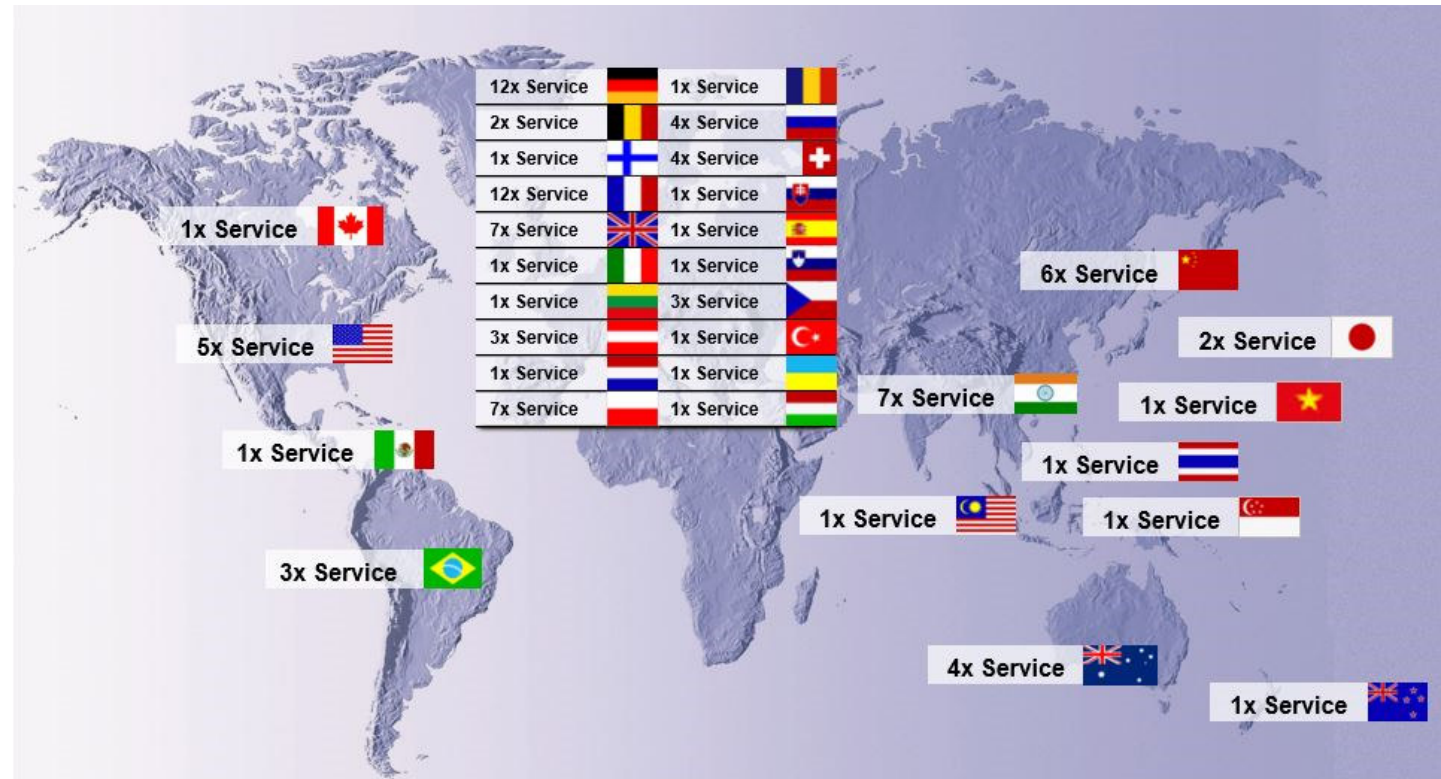 12x Service 1x Service
2x Service 4x Service
1x Service 4x Service
12x Service 1x Service
7x Service 1x Service
1x Service 1x Service
1x Service 3x Service
3x Service 1x Service
1x Service 1x Service
7x Service 1x Service
1x Service
5x Service
1x Service
3x Service
6x Service
2x Service
7x Service
1x Service
1x Service
1x Service
1x Service
4x Service
1x Service